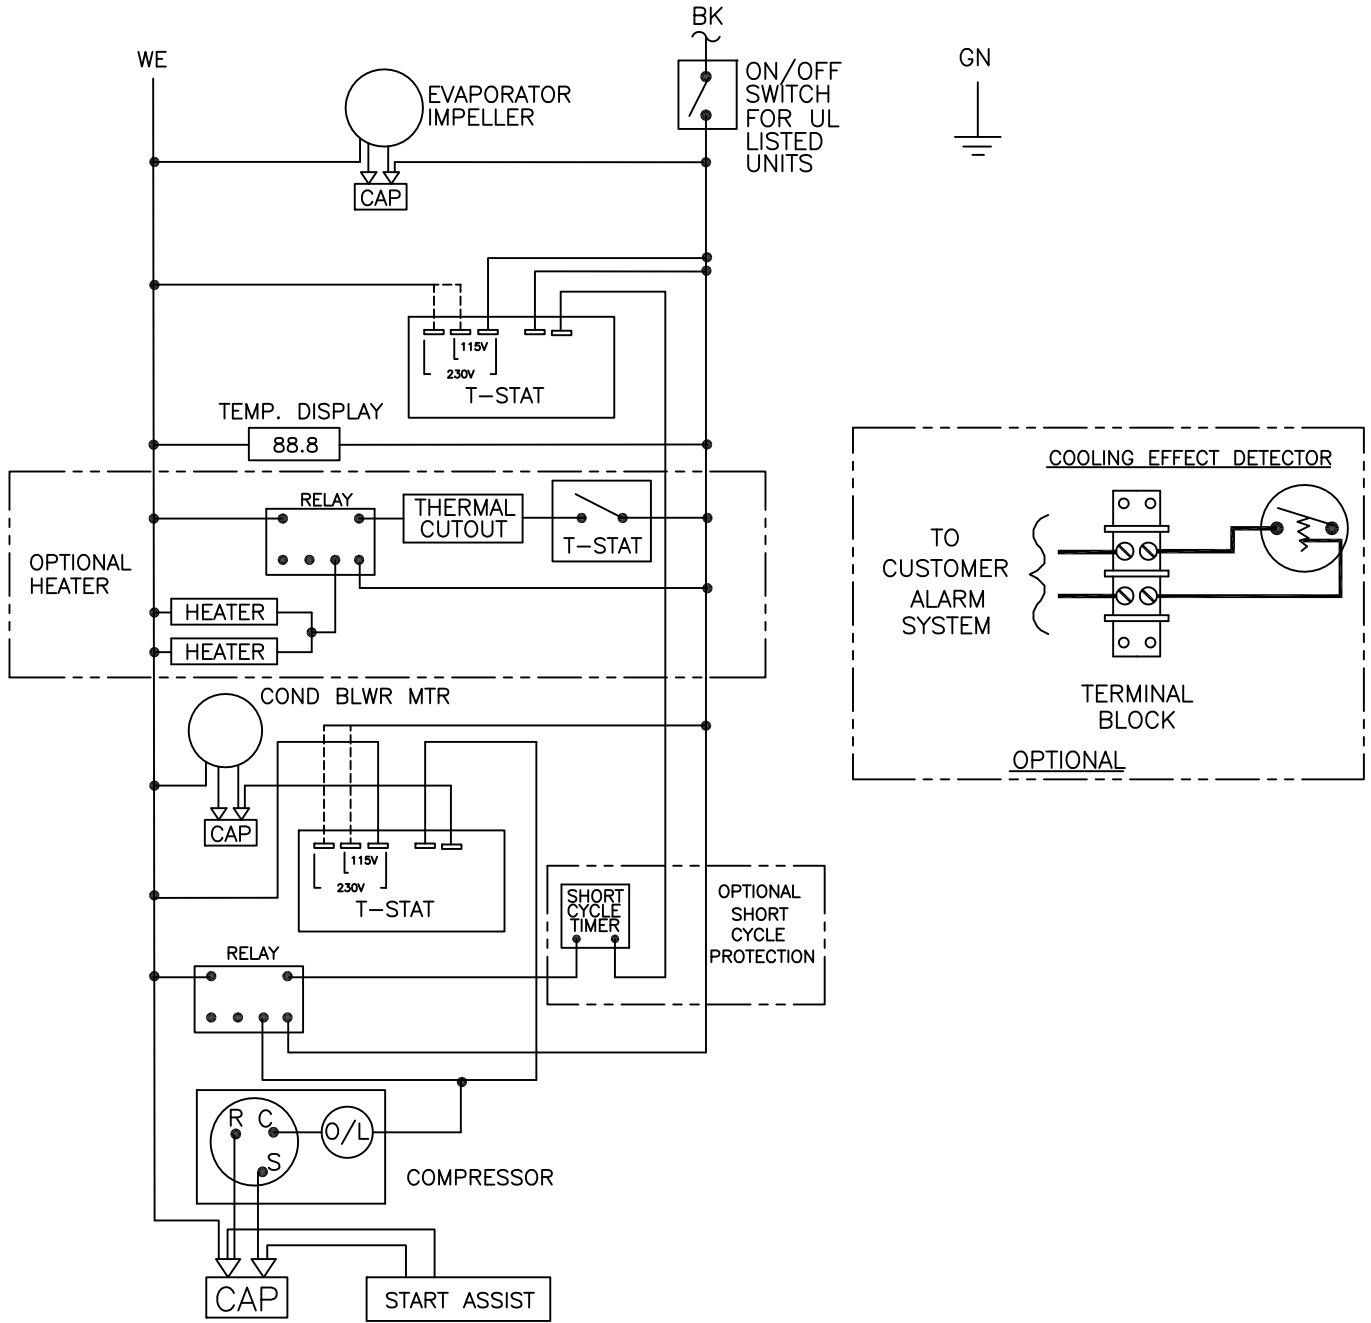 BK
WE
GN
EVAPORATOR
IMPELLER
ON/OFF
SWITCH
FOR UL
LISTED
UNITS
CAP
115V
230V
T-STAT
TEMP. DISPLAY
88.8
OPTIONAL
HEATER
RELAY
THERMAL
CUTOUT
T-STAT
HEATER
HEATER
COOLING EFFECT DETECTOR
TO
CUSTOMER
ALARM
SYSTEM
TERMINAL
BLOCK
OPTIONAL
COND BLWR MTR
CAP
115V
230V
T-STAT
SHORT
CYCLE
TIMER
OPTIONAL
SHORT
CYCLE
PROTECTION
RELAY
R C
S
O/L
COMPRESSOR
CAP
START ASSIST